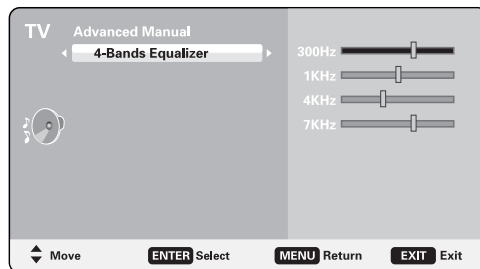 TV Advanced Manual
4-Bands Equalizer
300Hz
1KHz
4KHz
7KHz
Move ENTER Select MENU Return EXIT Exit